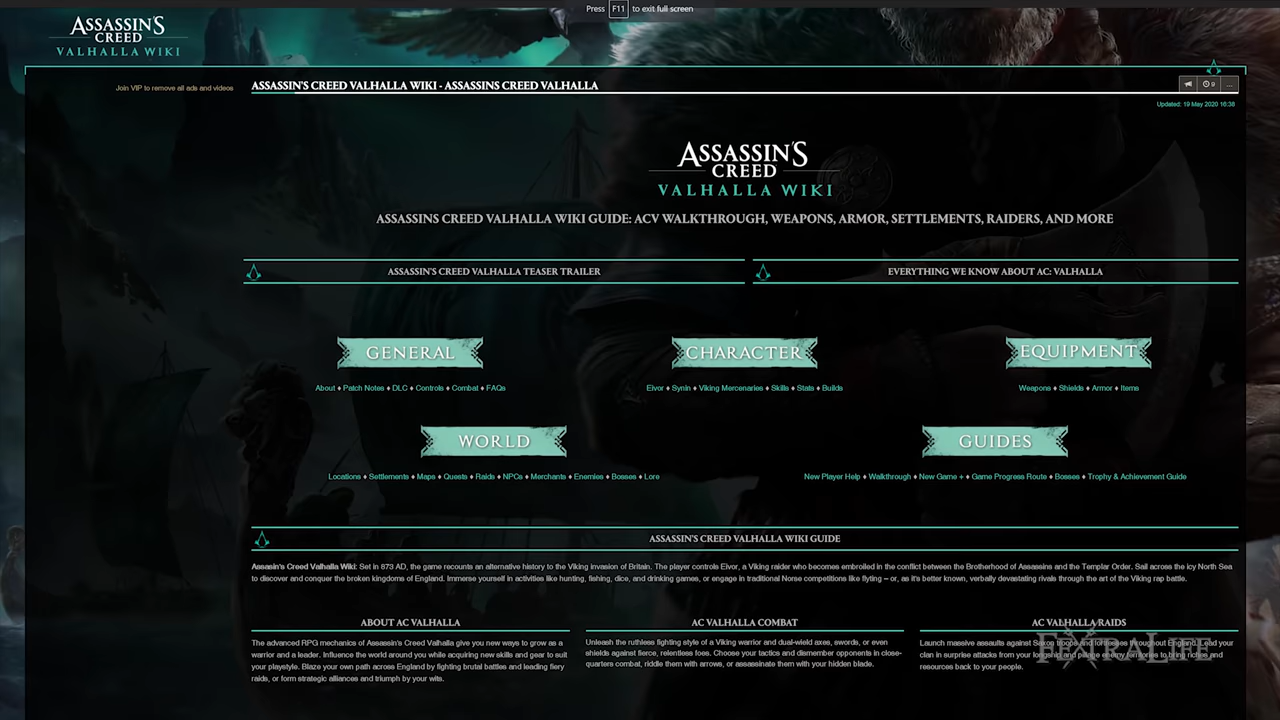 Press F11 to exit full screen
ASSASSIN'S
CREED
VALHALLA WIKI
Join VIP to remove all ads and videos
ASSASSIN'S CREED VALHALLA WIKI - ASSASSINS CREED VALHALLA
9
...
Updated: 19 May 2020 16:36
ASSASSIN'S
CREED
VALHALLA WIKI
ASSASSINS CREED VALHALLA WIKI GUIDE: ACV WALKTHROUGH, WEAPONS, ARMOR, SETTLEMENTS, RAIDERS, AND MORE
ASSASSIN'S CREED VALHALLA TEASER TRAILER
EVERYTHING WE KNOW ABOUT AC: VALHALLA
GENERAL
CHARACTER
EQUIPMENT
About ♦ Patch Notes ♦ DLC ♦ Controls ♦ Combat ♦ FAQs
Eivor ♦ Synin ♦ Viking Mercenaries ♦ Skills ♦ Stats ♦ Builds
Weapons ♦ Shields ♦ Armor ♦ Items
WORLD
GUIDES
Locations ♦ Settlements ♦ Maps ♦ Quests ♦ Raids ♦ NPCs ♦ Merchants ♦ Enemies ♦ Bosses ♦ Lore
New Player Help ♦ Walkthrough ♦ New Game + ♦ Game Progress Route ♦ Bosses ♦ Trophy & Achievement Guide
ASSASSIN'S CREED VALHALLA WIKI GUIDE
Assasin's Creed Valhalla Wiki: Set in 873 AD, the game recounts an alternative history to the Viking invasion of Britain. The player controls Eivor, a Viking raider who becomes embroiled in the conflict between the Brotherhood of Assassins and the Templar Order. Sail across the icy North Sea
to discover and conquer the broken kingdoms of England. Immerse yourself in activities like hunting, fishing, dice, and drinking games, or engage in traditional Norse competitions like flyting – or, as it's better known, verbally devastating rivals through the art of the Viking rap battle.
ABOUT AC VALHALLA
The advanced RPG mechanics of Assassin's Creed Valhalla give you new ways to grow as a
warrior and a leader. Influence the world around you while acquiring new skills and gear to suit
your playstyle. Blaze your own path across England by fighting brutal battles and leading fiery
raids, or form strategic alliances and triumph by your wits.
AC VALHALLA COMBAT
Unleash the ruthless fighting style of a Viking warrior and dual-wield axes, swords, or even
shields against fierce, relentless foes. Choose your tactics and dismember opponents in close-
quarters combat, riddle them with arrows, or assassinate them with your hidden blade.
AC VALHALLA RAIDS
Launch massive assaults against Saxon troops and fortresses throughout England. Lead your
clan in surprise attacks from your longship and pillage enemy territories to bring riches and
resources back to your people.
FEXTRALIFE